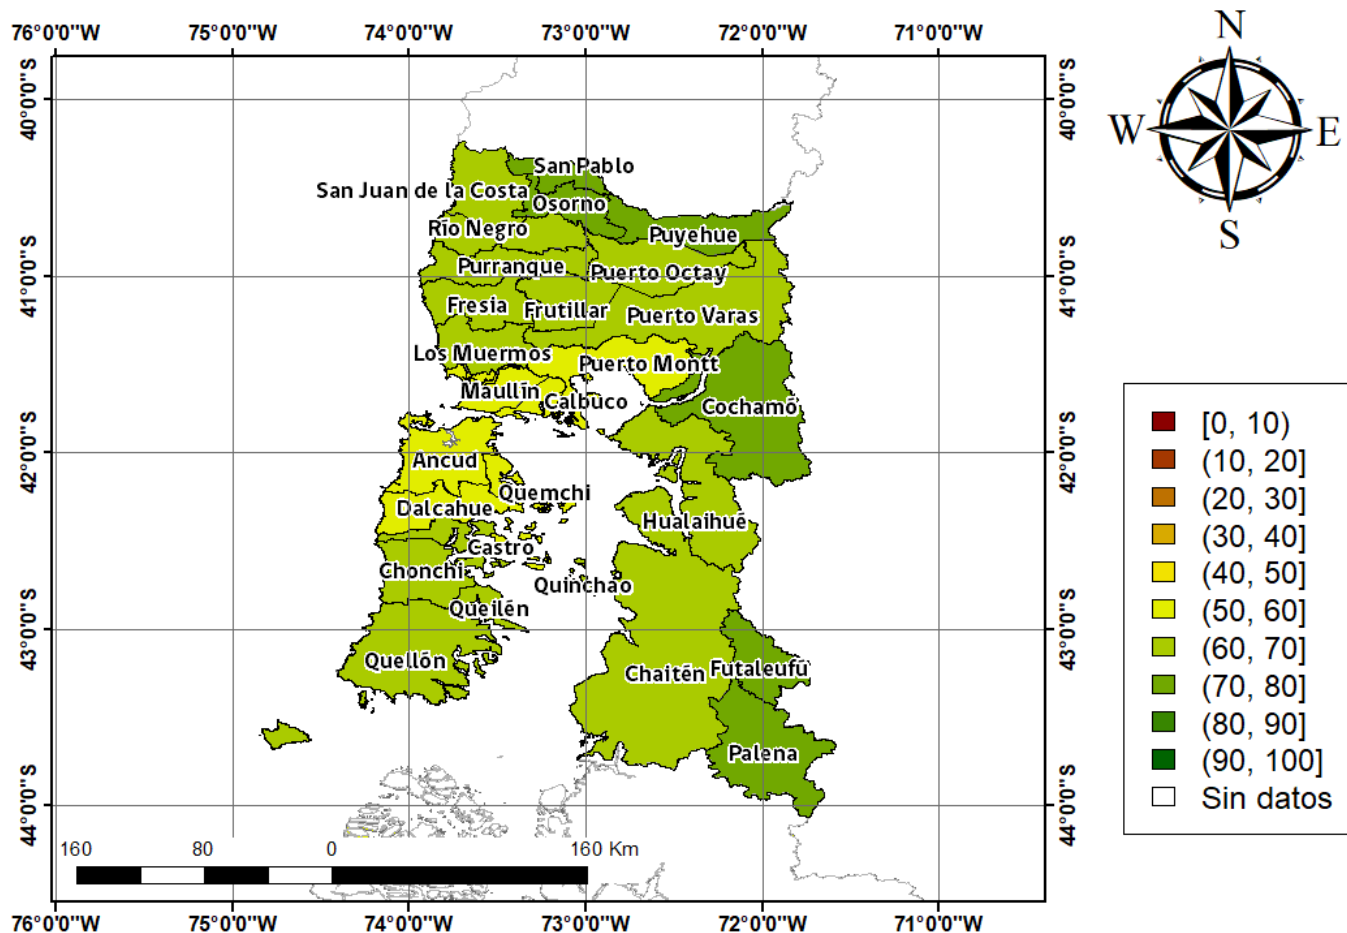 76°0'0"W 75°0'0"W 74°0'0"W 73°0'0"W 72°0'0"W 71°0'0"W
N
W E
S
40°0'0"S 40°0'0"S
San Pablo
San Juan de la Costa
Osorno
Río Negro
Puyehue
Purranque
Puerto Octay
41°0'0"S 41°0'0"S
Fresia
Frutillar
Puerto Varas
Los Muermos
Puerto Montt
Maullín
Calbuco
Cochamó
42°0'0"S 42°0'0"S
Ancud
Quemchi
Dalcahue
Hualaihué
Castro
Chonchi
Quinchao
Queilén
43°0'0"S 43°0'0"S
Quellón
Chaitén
Futaleufú
Palena
44°0'0"S 44°0'0"S
160 80 0 160 Km
76°0'0"W 75°0'0"W 74°0'0"W 73°0'0"W 72°0'0"W 71°0'0"W
[0, 10)
(10, 20]
(20, 30]
(30, 40]
(40, 50]
(50, 60]
(60, 70]
(70, 80]
(80, 90]
(90, 100]
Sin datos